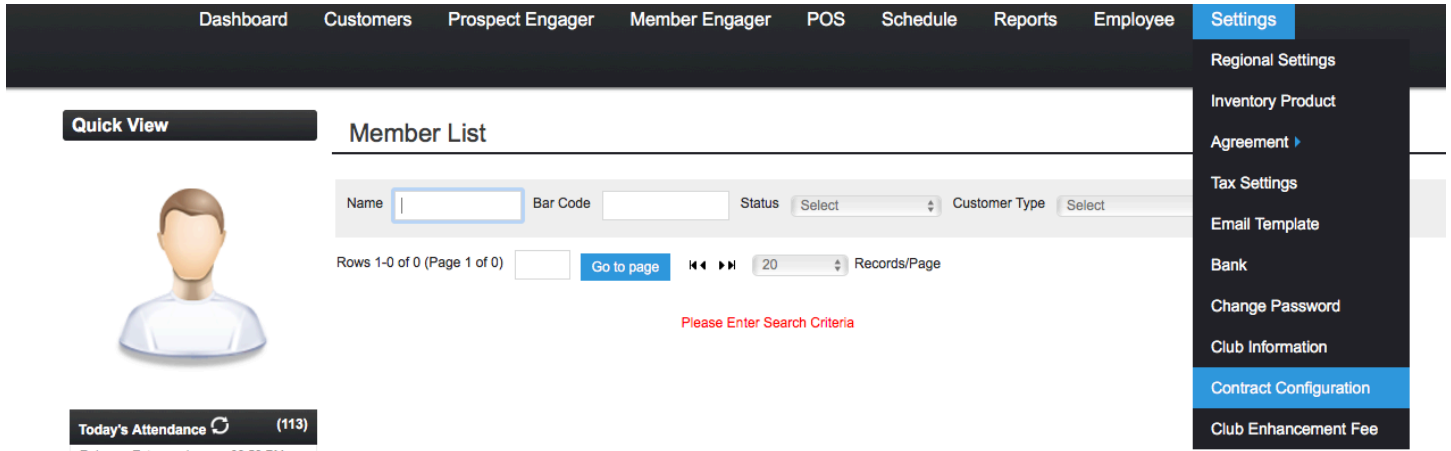 Dashboard Customers Prospect Engager Member Engager POS Schedule Reports Employee Settings
Regional Settings
Inventory Product
Agreement
Tax Settings
Email Template
Bank
Change Password
Club Information
Contract Configuration
Club Enhancement Fee
Quick View
Member List
Name Bar Code Status Select Customer Type Select
Rows 1-0 of 0 (Page 1 of 0) Go to page 20 Records/Page
Please Enter Search Criteria
Today's Attendance (113)